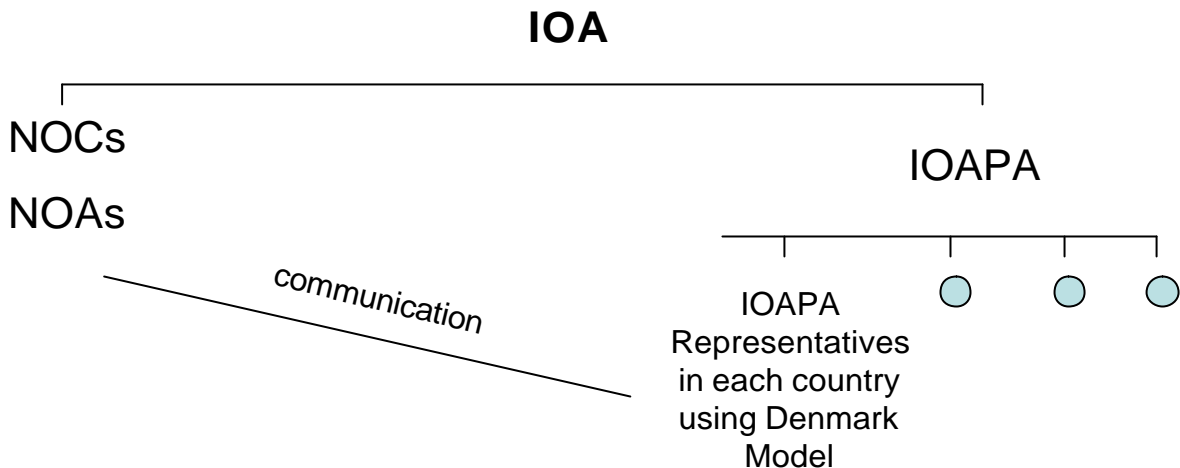 IOA
NOCs
NOAs
IOAPA
communication
IOAPA
Representatives
in each country
using Denmark
Model